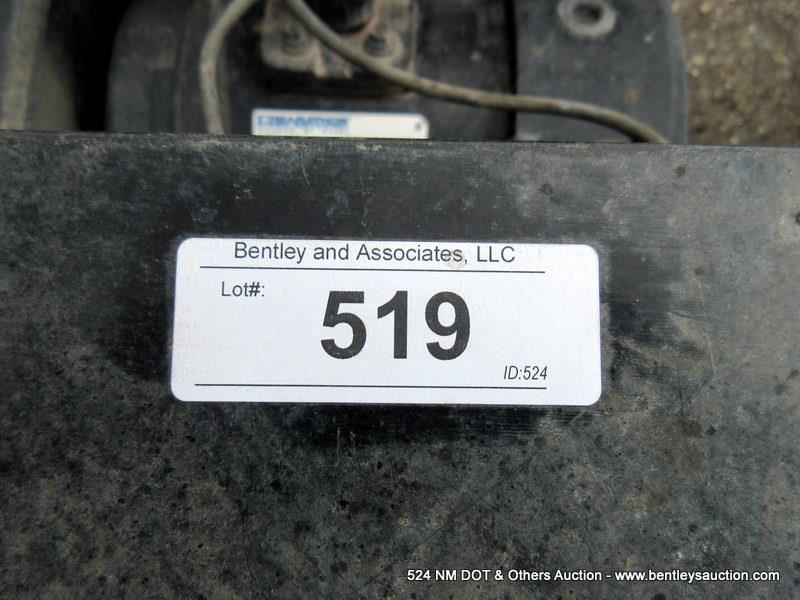 Bentley and Associates, LLC
Lot#:
519
ID:524
524 NM DOT & Others Auction - www.bentleysauction.com